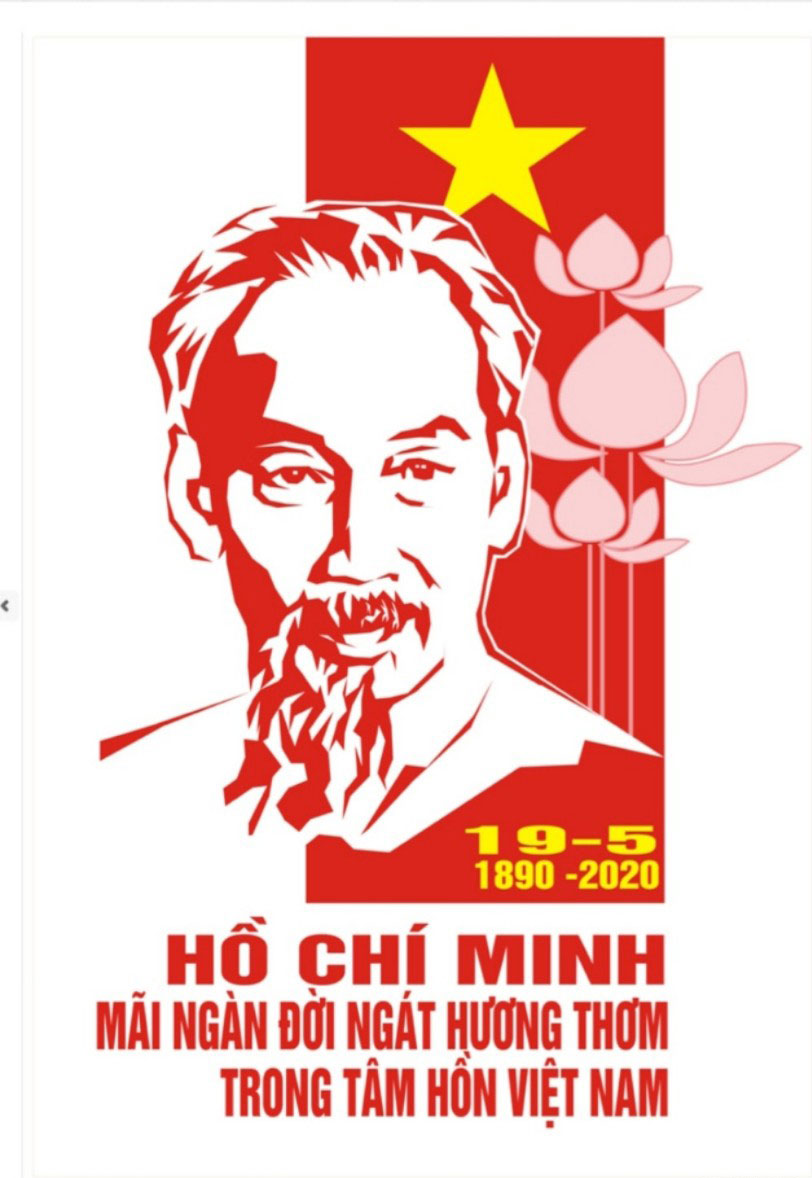 19-5
1890 -2020
HỒ CHÍ MINH
MÃI NGÀN ĐỜI NGÁT HƯƠNG THƠM
TRONG TÂM HỒN VIỆT NAM